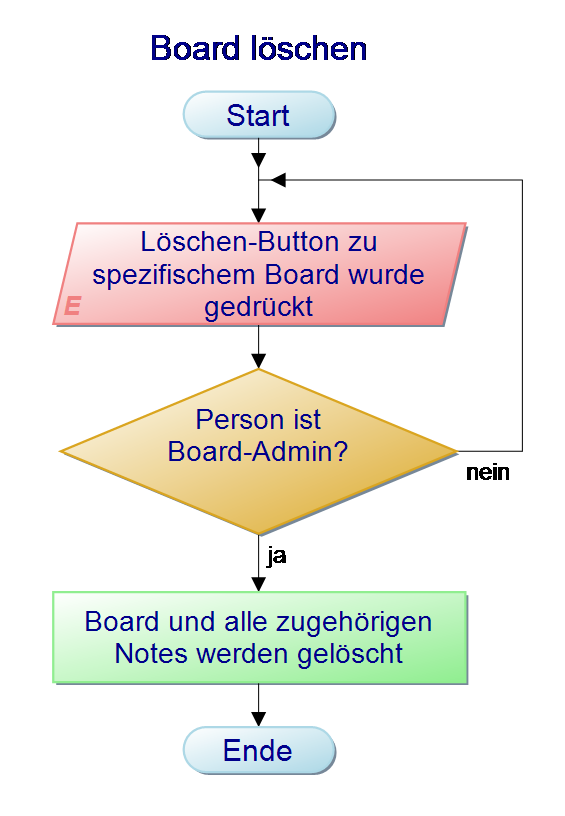 Board löschen
Start
Löschen-Button zu
spezifischem Board wurde
gedrückt
E
Person ist
Board-Admin?
nein
ja
Board und alle zugehörigen
Notes werden gelöscht
Ende